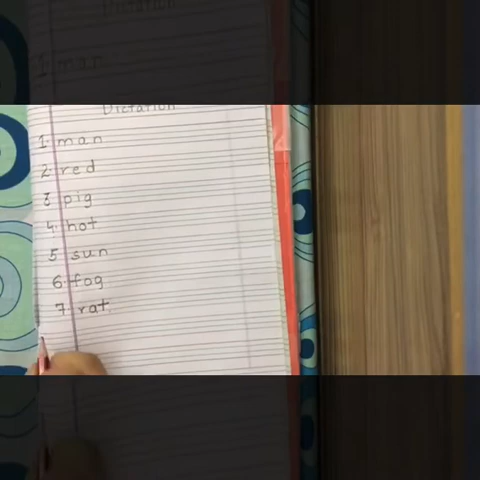 Dictation
1. man
2. red
3. pig
4. hot
5 sun
6. fog
7. rat